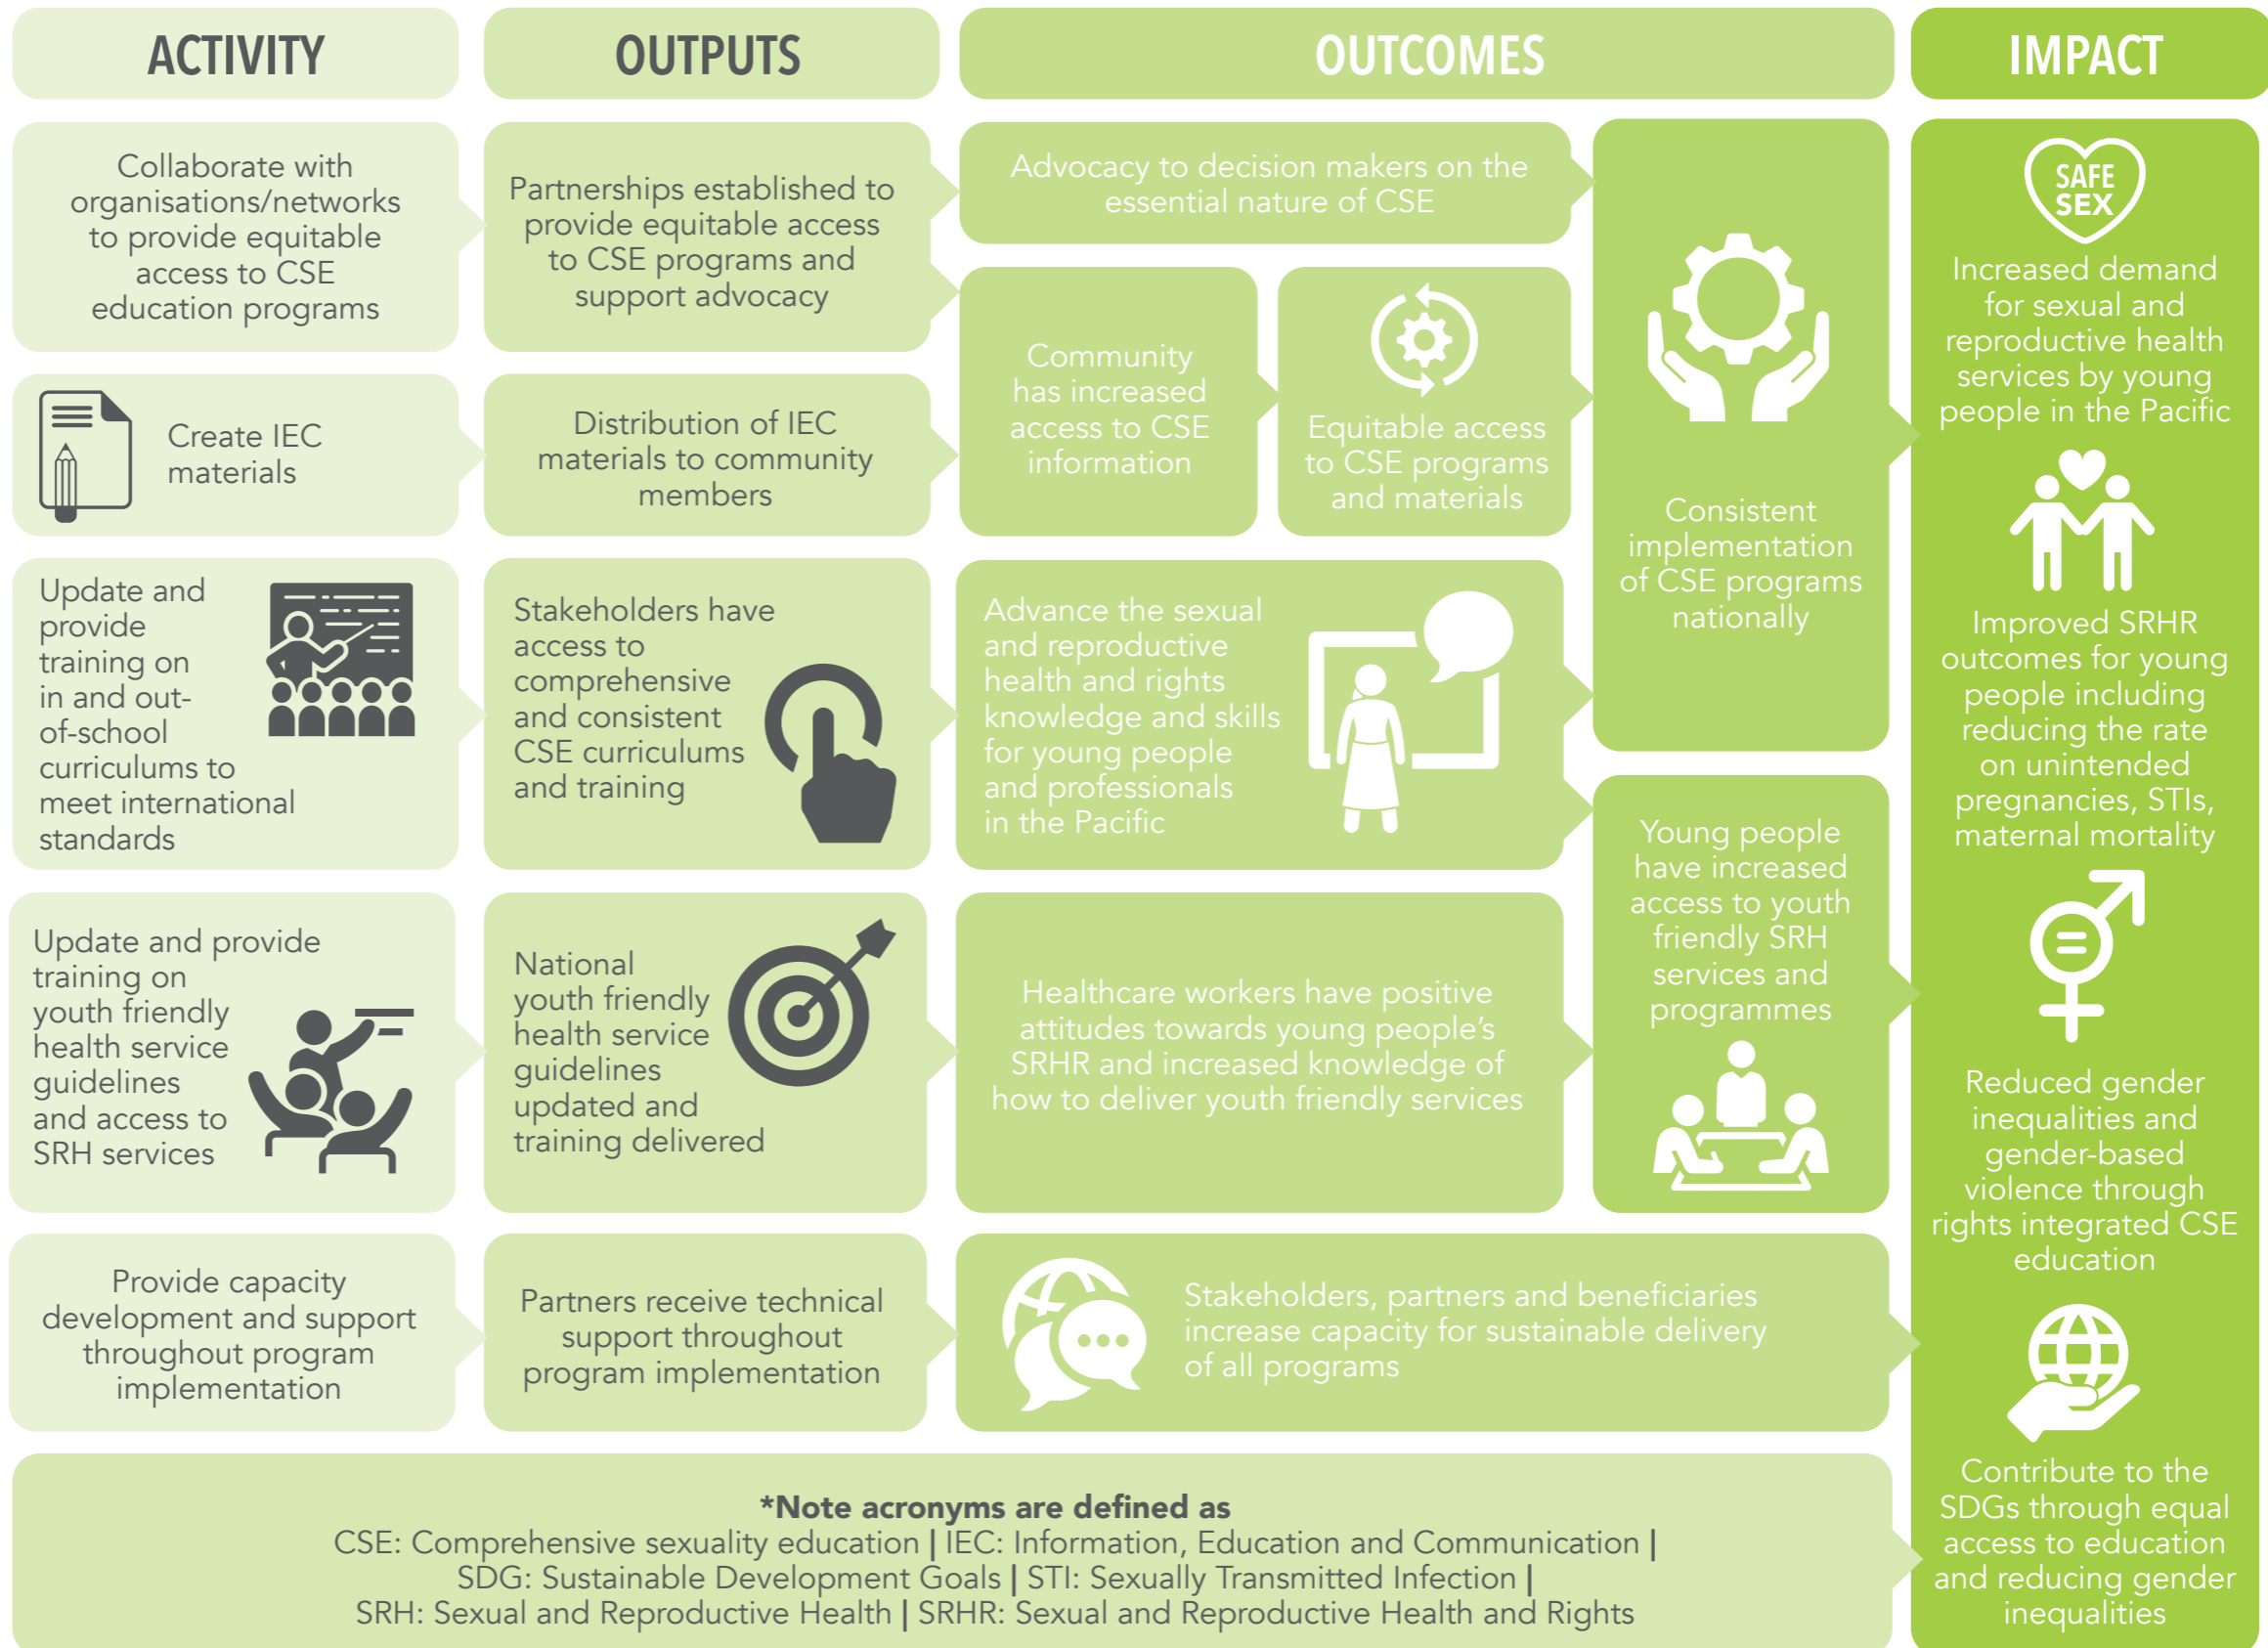 ACTIVITY
OUTPUTS
OUTCOMES
IMPACT
Collaborate with
organisations/networks
to provide equitable
access to CSE
education programs
Partnerships established to
provide equitable access
to CSE programs and
support advocacy
Advocacy to decision makers on the
essential nature of CSE
Community
has increased
access to CSE
information
Equitable access
to CSE programs
and materials
Consistent
implementation
of CSE programs
nationally
Create IEC
materials
Distribution of IEC
materials to community
members
Update and
provide
training on
in and out-
of-school
curriculums to
meet international
standards
Stakeholders have
access to
comprehensive
and consistent
CSE curriculums
and training
Advance the sexual
and reproductive
health and rights
knowledge and skills
for young people
and professionals
in the Pacific
Young people
have increased
access to youth
friendly SRH
services and
programmes
Update and provide
training on
youth friendly
health service
guidelines
and access to
SRH services
National
youth friendly
health service
guidelines
updated and
training delivered
Healthcare workers have positive
attitudes towards young people's
SRHR and increased knowledge of
how to deliver youth friendly services
Provide capacity
development and support
throughout program
implementation
Partners receive technical
support throughout
program implementation
Stakeholders, partners and beneficiaries
increase capacity for sustainable delivery
of all programs
SAFE
SEX
Increased demand
for sexual and
reproductive health
services by young
people in the Pacific
Improved SRHR
outcomes for young
people including
reducing the rate
on unintended
pregnancies, STIs,
maternal mortality
Reduced gender
inequalities and
gender-based
violence through
rights integrated CSE
education
Contribute to the
SDGs through equal
access to education
and reducing gender
inequalities
*Note acronyms are defined as
CSE: Comprehensive sexuality education | IEC: Information, Education and Communication |
SDG: Sustainable Development Goals | STI: Sexually Transmitted Infection |
SRH: Sexual and Reproductive Health | SRHR: Sexual and Reproductive Health and Rights